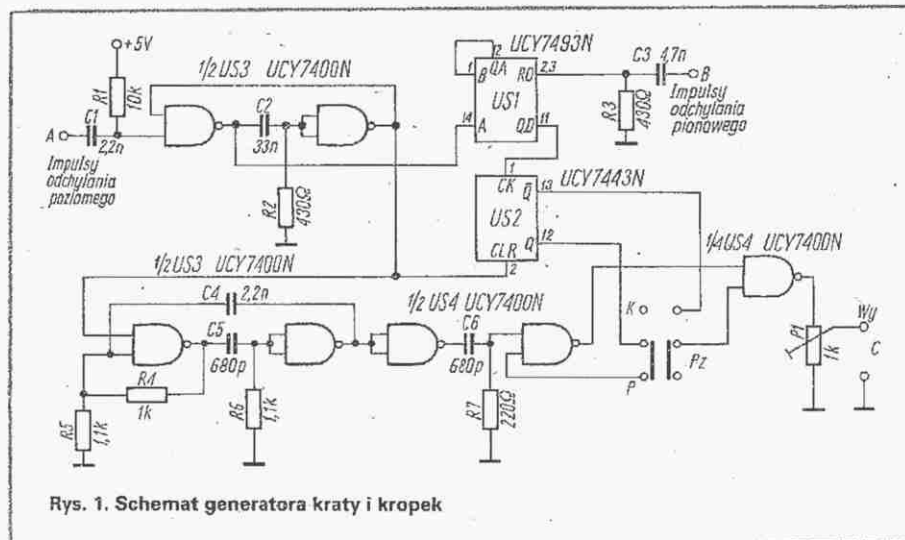 +5V
R1
10k
A
C1
2,2n
Impulsy
odchylania
poziomego
1/2 US3 UCY7400N
C2
33n
R2
430Ω
UCY7493N
12
1
B
QA
R0
2,3
US1
14
A
QD
11
C3 4,7n
B
Impulsy
odchylania
pionowego
R3
430Ω
1
CK
Q̅
13
UCY7443N
US2
Q
12
CLR
2
1/2 US3 UCY7400N
C4
2,2n
C5
680p
R4
1k
R5
1,1k
R6
1,1k
1/2 US4 UCY7400N
C6
680p
R7
220Ω
K
P
Pz
1/4 US4 UCY7400N
P1
1k
Wy
C
Rys. 1. Schemat generatora kraty i kropek